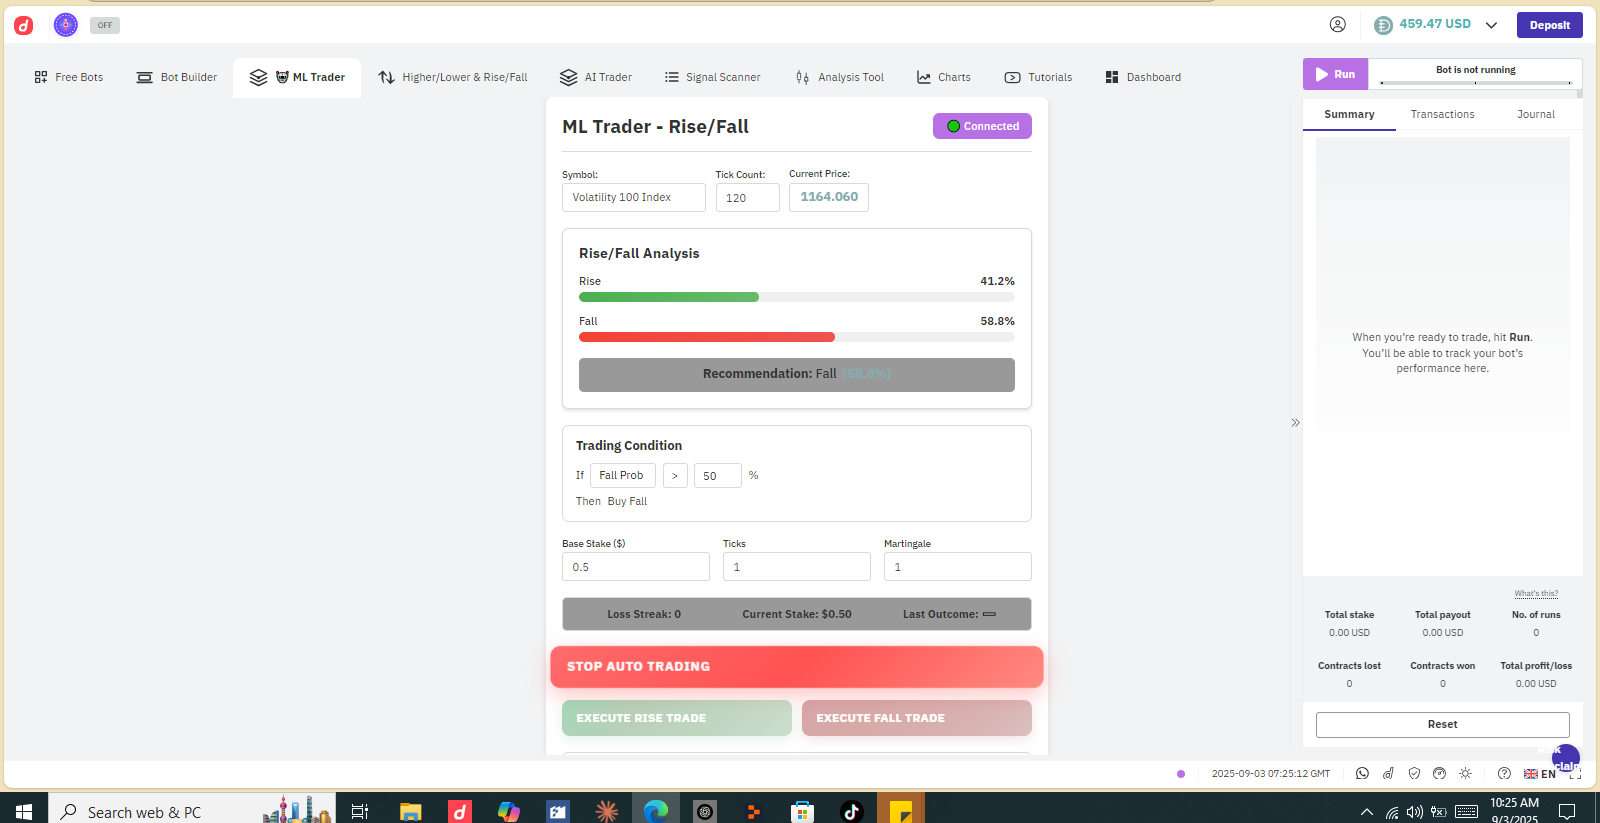 OFF
459.47 USD
Deposit
Free Bots
Bot Builder
ML Trader
Higher/Lower & Rise/Fall
AI Trader
Signal Scanner
Analysis Tool
Charts
Tutorials
Dashboard
Run
Bot is not running
ML Trader - Rise/Fall
Connected
Symbol:
Tick Count:
Current Price:
Volatility 100 Index
120
1164.060
Rise/Fall Analysis
Rise
41.2%
Fall
58.8%
Recommendation: Fall (58.8%)
Trading Condition
If Fall Prob > 50 %
Then Buy Fall
Base Stake ($)
Ticks
Martingale
0.5
1
1
Loss Streak: 0
Current Stake: $0.50
Last Outcome:
STOP AUTO TRADING
EXECUTE RISE TRADE
EXECUTE FALL TRADE
Summary
Transactions
Journal
When you're ready to trade, hit Run.
You'll be able to track your bot's
performance here.
What's this?
Total stake
Total payout
No. of runs
0.00 USD
0.00 USD
0
Contracts lost
Contracts won
Total profit/loss
0
0
0.00 USD
Reset
2025-09-03 07:25:12 GMT
EN
Search web & PC
10:25 AM
9/3/2025